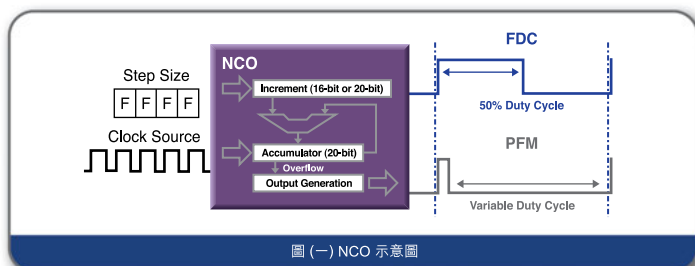 Step Size
F F F F
Clock Source
NCO
Increment (16-bit or 20-bit)
Accumulator (20-bit)
Overflow
Output Generation
FDC
50% Duty Cycle
PFM
Variable Duty Cycle
圖 (一) NCO 示意圖